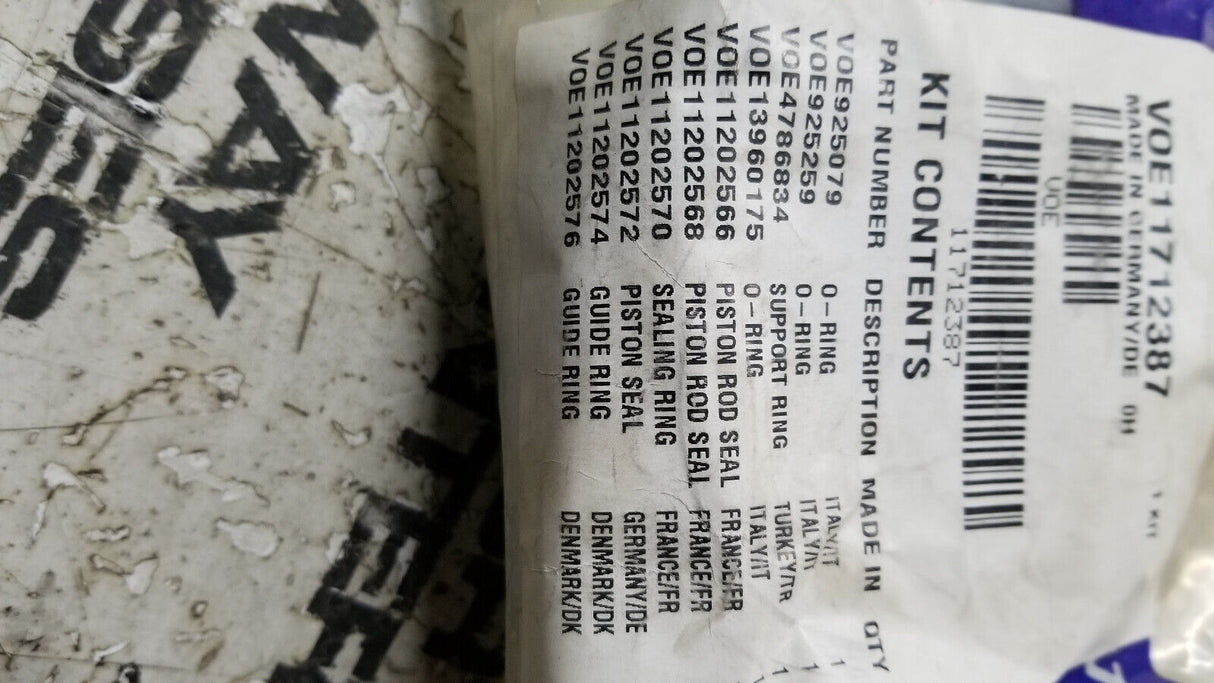 VOE11712387
MADE IN GERMANY/DE 0H 1 KIT
VOE
11712387
KIT CONTENTS
PART NUMBER DESCRIPTION MADE IN QTY
VOE925079 O-RING ITALY/IT 1
VOE925259 O-RING ITALY/IT 1
VOE4786834 SUPPORT RING TURKEY/TR 1
VOE13960175 O-RING ITALY/IT 1
VOE11202566 PISTON ROD SEAL FRANCE/FR
VOE11202568 PISTON ROD SEAL FRANCE/FR
VOE11202570 SEALING RING FRANCE/FR
VOE11202572 PISTON SEAL GERMANY/DE
VOE11202574 GUIDE RING DENMARK/DK
VOE11202576 GUIDE RING DENMARK/DK